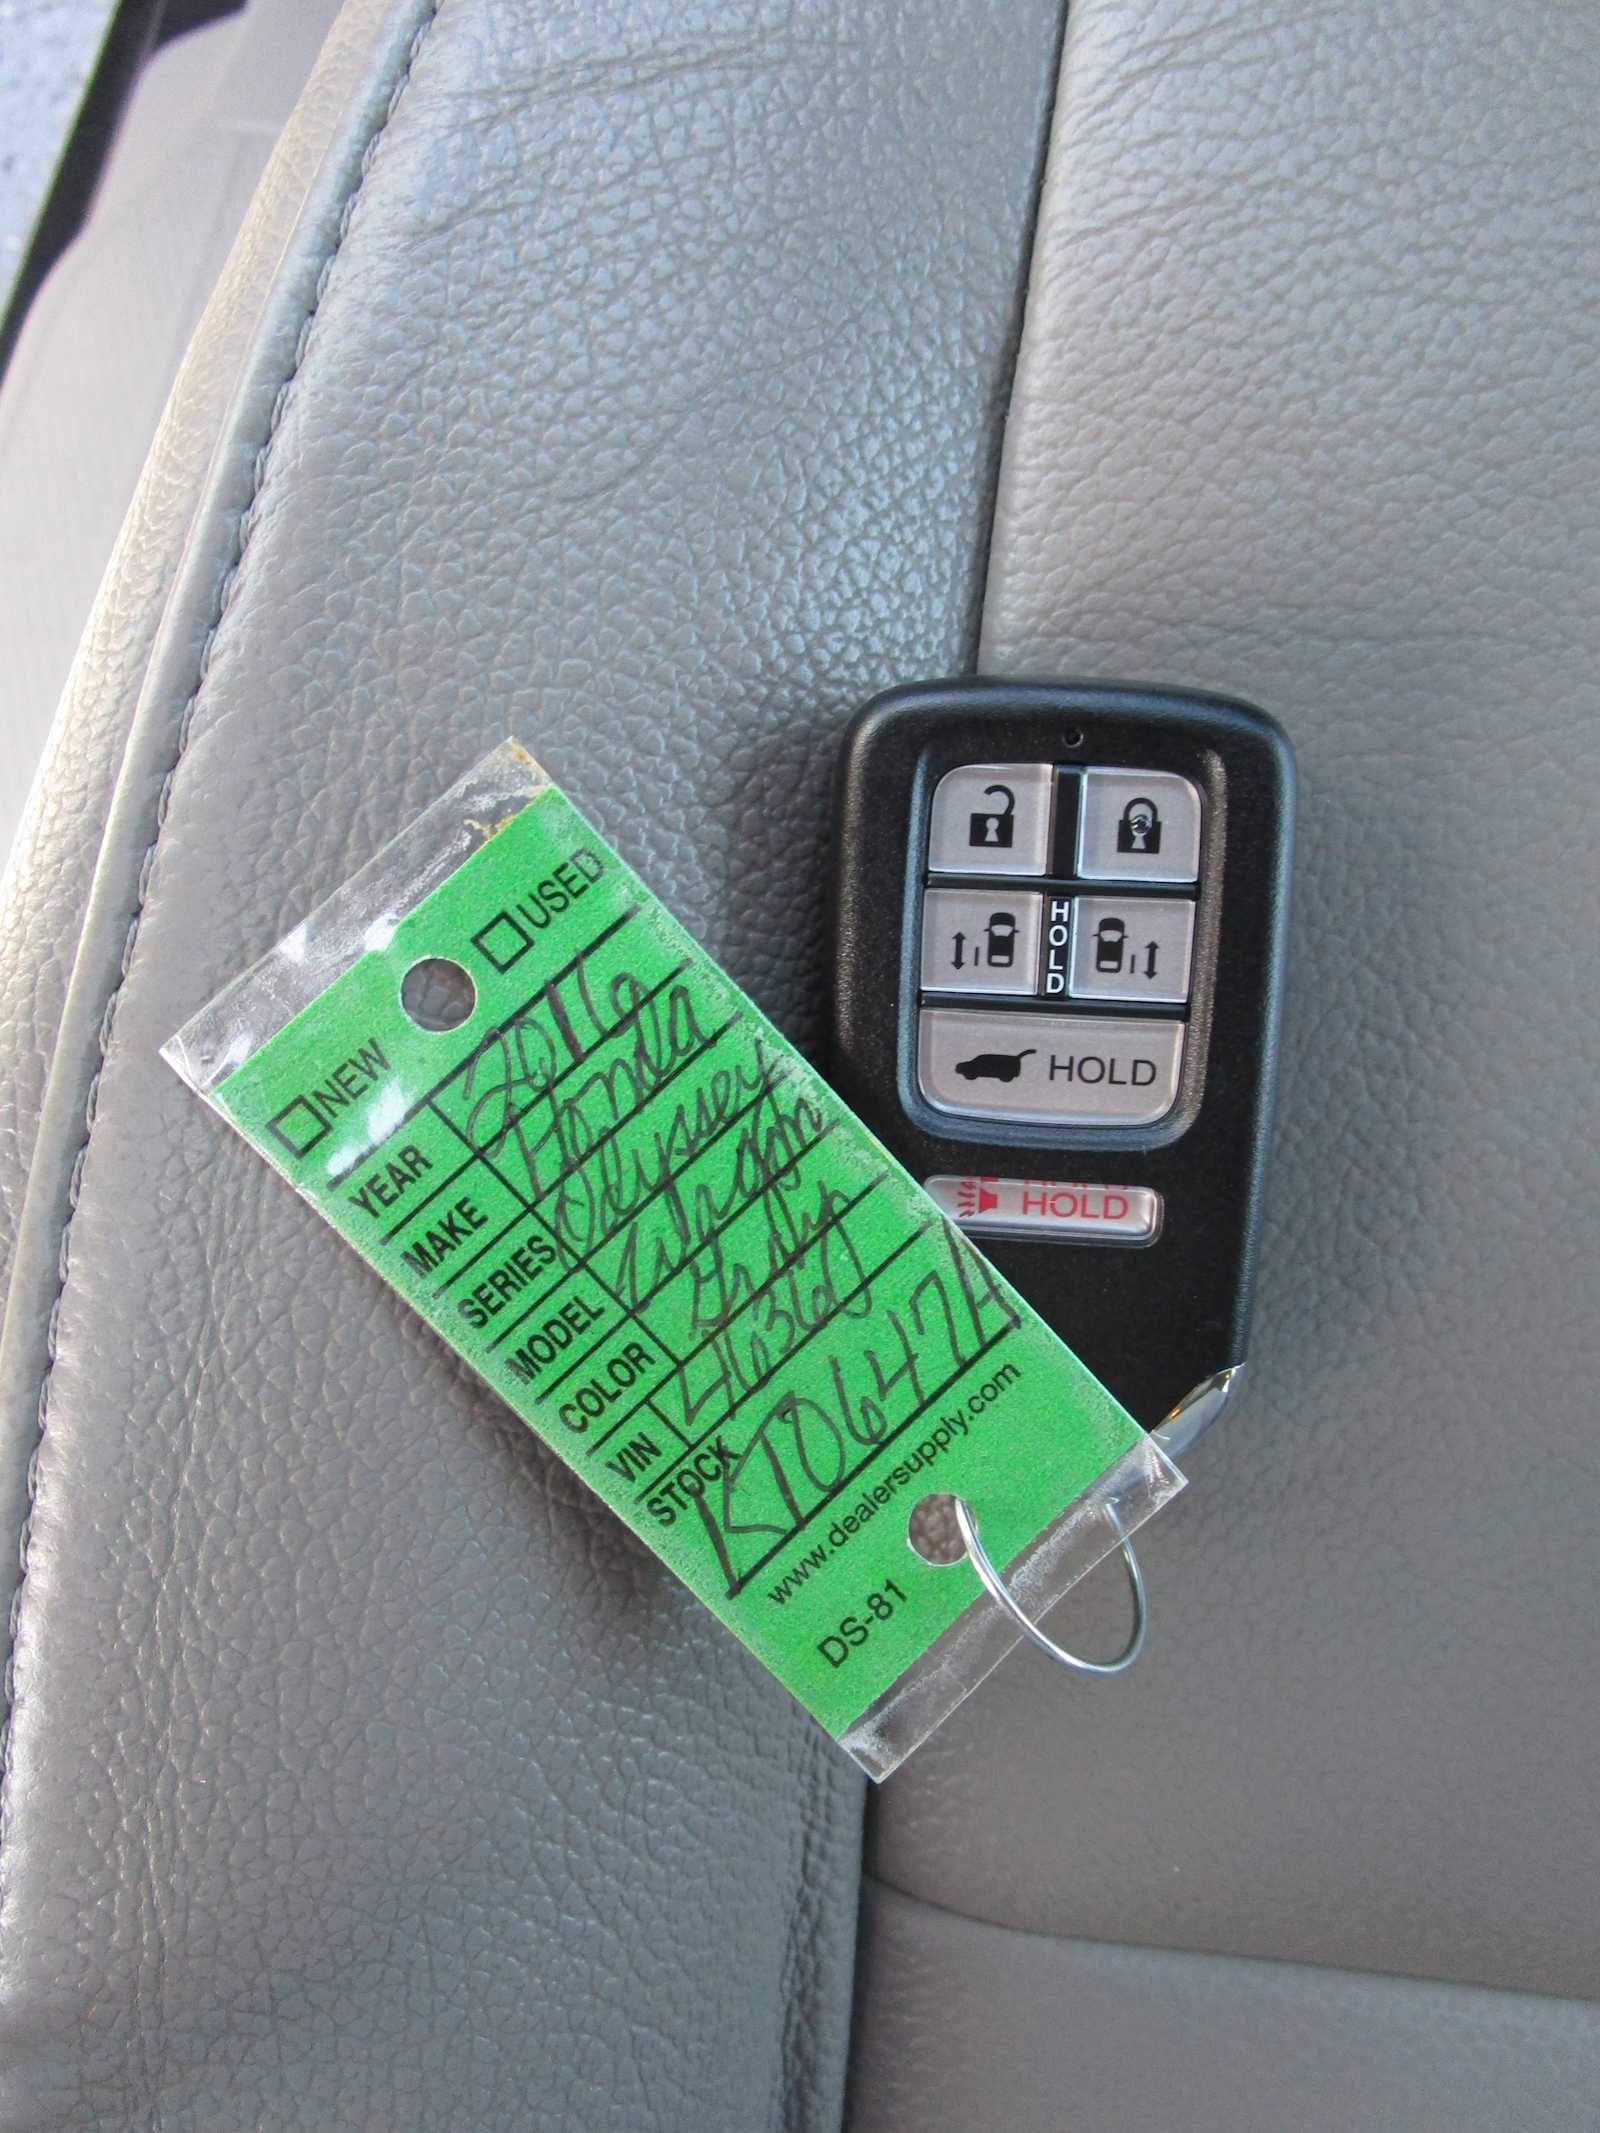 NEW USED
YEAR 2016
MAKE Honda
SERIES Odyssey
MODEL Wagon
COLOR
VIN
STOCK KT0647A
www.dealersupply.com
DS-81
HOLD
HOLD
HOLD